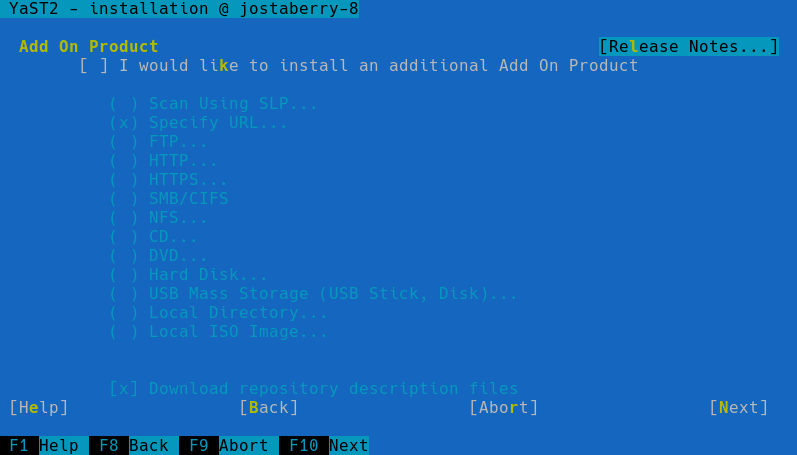 YaST2 - installation @ jostaberry-8
Add On Product [Release Notes...]
[ ] I would like to install an additional Add On Product
( ) Scan Using SLP...
(x) Specify URL...
( ) FTP...
( ) HTTP...
( ) HTTPS...
( ) SMB/CIFS
( ) NFS...
( ) CD...
( ) DVD...
( ) Hard Disk...
( ) USB Mass Storage (USB Stick, Disk)...
( ) Local Directory...
( ) Local ISO Image...
[x] Download repository description files
[Help] [Back] [Abort] [Next]
F1 Help F8 Back F9 Abort F10 Next